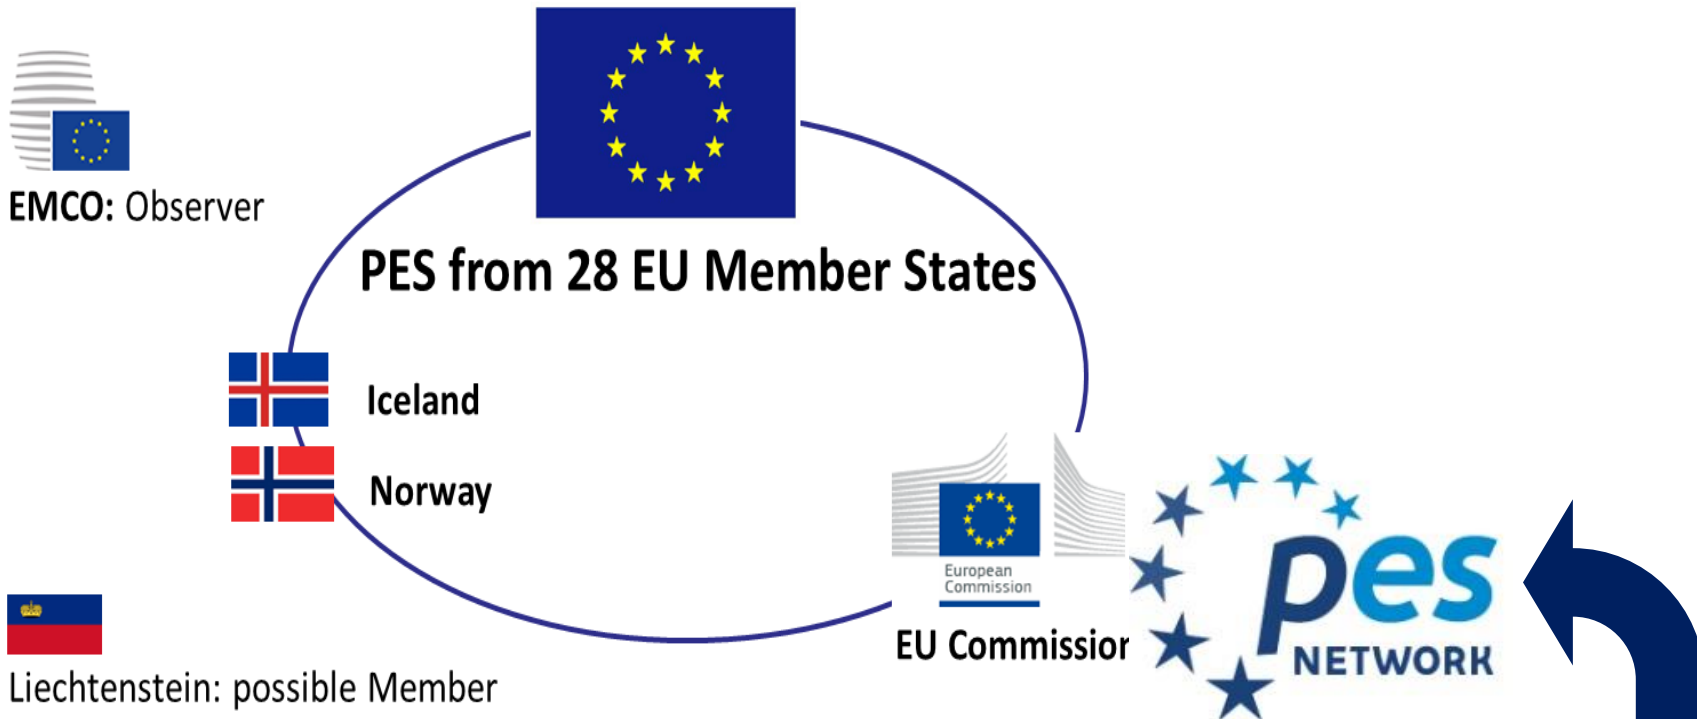 EMCO: Observer
PES from 28 EU Member States
Iceland
Norway
European
Commission
EU Commission
pes
NETWORK
Liechtenstein: possible Member